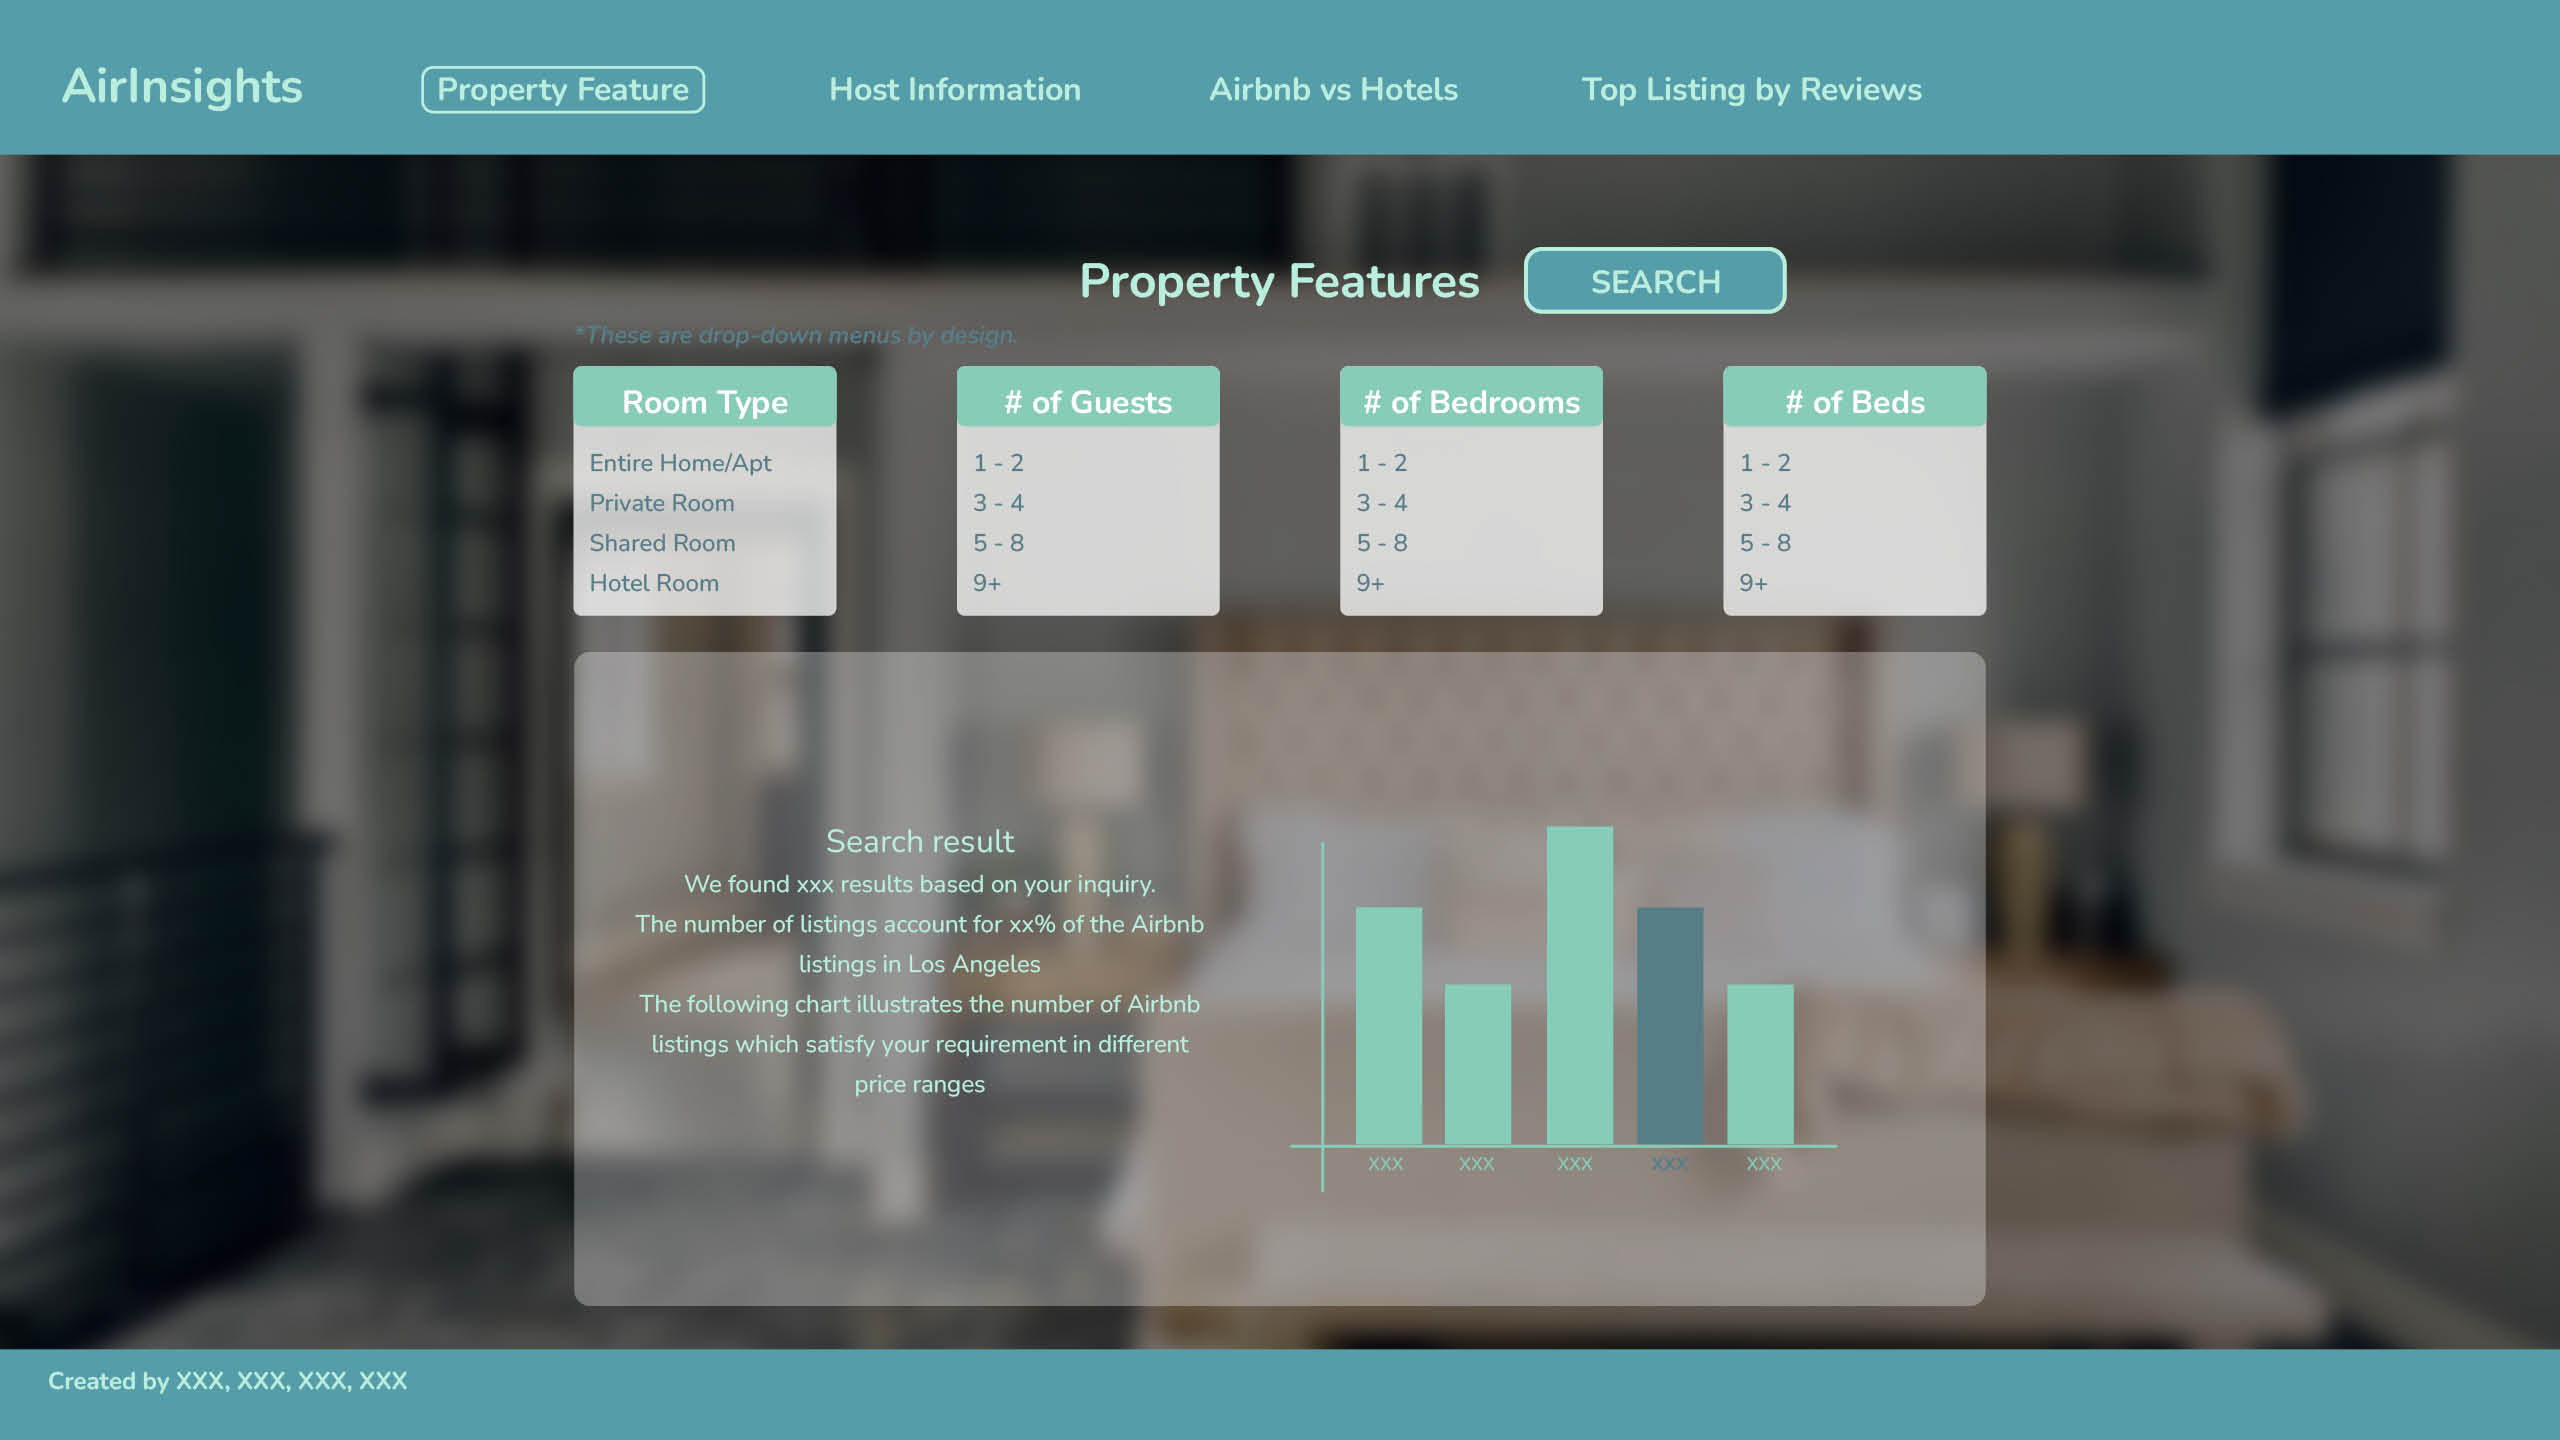 AirInsights
Property Feature
Host Information
Airbnb vs Hotels
Top Listing by Reviews
Property Features
SEARCH
*These are drop-down menus by design.
Room Type
Entire Home/Apt
Private Room
Shared Room
Hotel Room
# of Guests
1 - 2
3 - 4
5 - 8
9+
# of Bedrooms
1 - 2
3 - 4
5 - 8
9+
# of Beds
1 - 2
3 - 4
5 - 8
9+
Search result
We found xxx results based on your inquiry.
The number of listings account for xx% of the Airbnb
listings in Los Angeles
The following chart illustrates the number of Airbnb
listings which satisfy your requirement in different
price ranges
XXX XXX XXX XXX XXX
Created by XXX, XXX, XXX, XXX